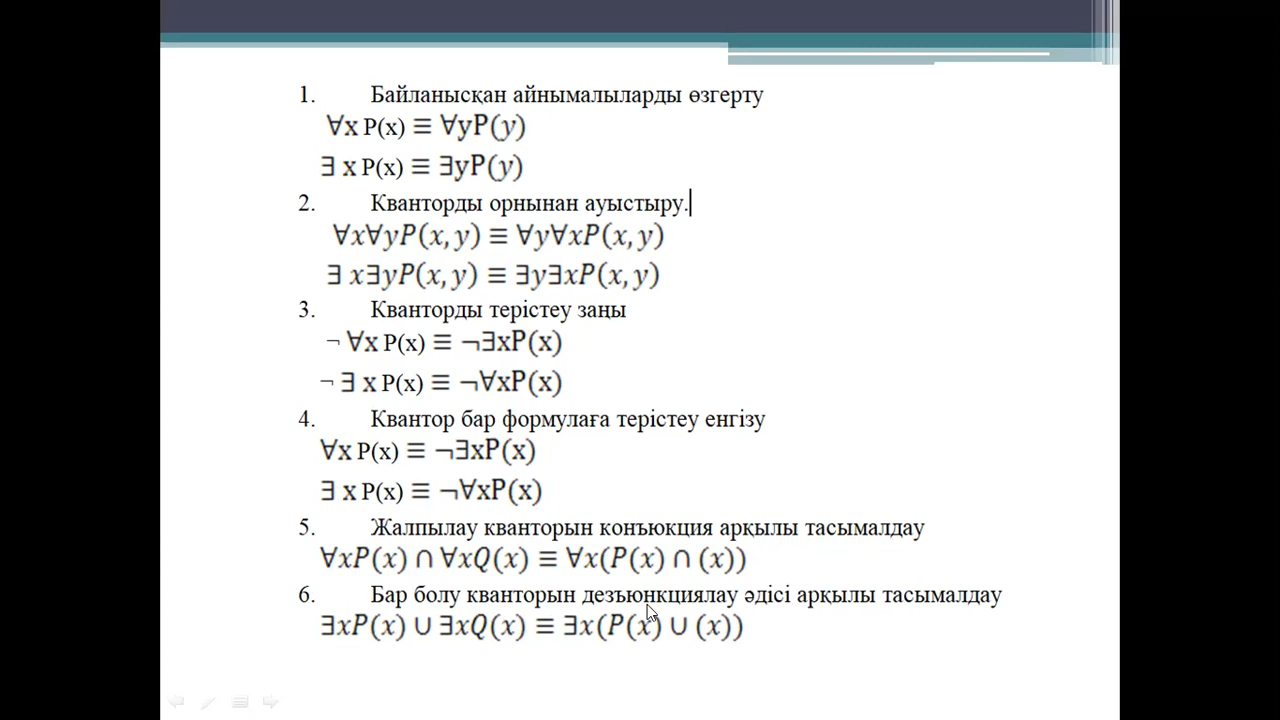 1. Байланысқан айнымалыларды өзгерту
∀x P(x) ≡ ∀yP(y)
∃ x P(x) ≡ ∃yP(y)
2. Кванторды орнынан ауыстыру.
∀x∀yP(x, y) ≡ ∀y∀xP(x, y)
∃ x∃yP(x, y) ≡ ∃y∃xP(x, y)
3. Кванторды терістеу заңы
¬ ∀x P(x) ≡ ¬∃xP(x)
¬ ∃ x P(x) ≡ ¬∀xP(x)
4. Квантор бар формулаға терістеу енгізу
∀x P(x) ≡ ¬∃xP(x)
∃ x P(x) ≡ ¬∀xP(x)
5. Жалпылау кванторын конъюкция арқылы тасымалдау
∀xP(x) ∩ ∀xQ(x) ≡ ∀x(P(x) ∩ (x))
6. Бар болу кванторын дезъюнкциялау әдісі арқылы тасымалдау
∃xP(x) ∪ ∃xQ(x) ≡ ∃x(P(x) ∪ (x))